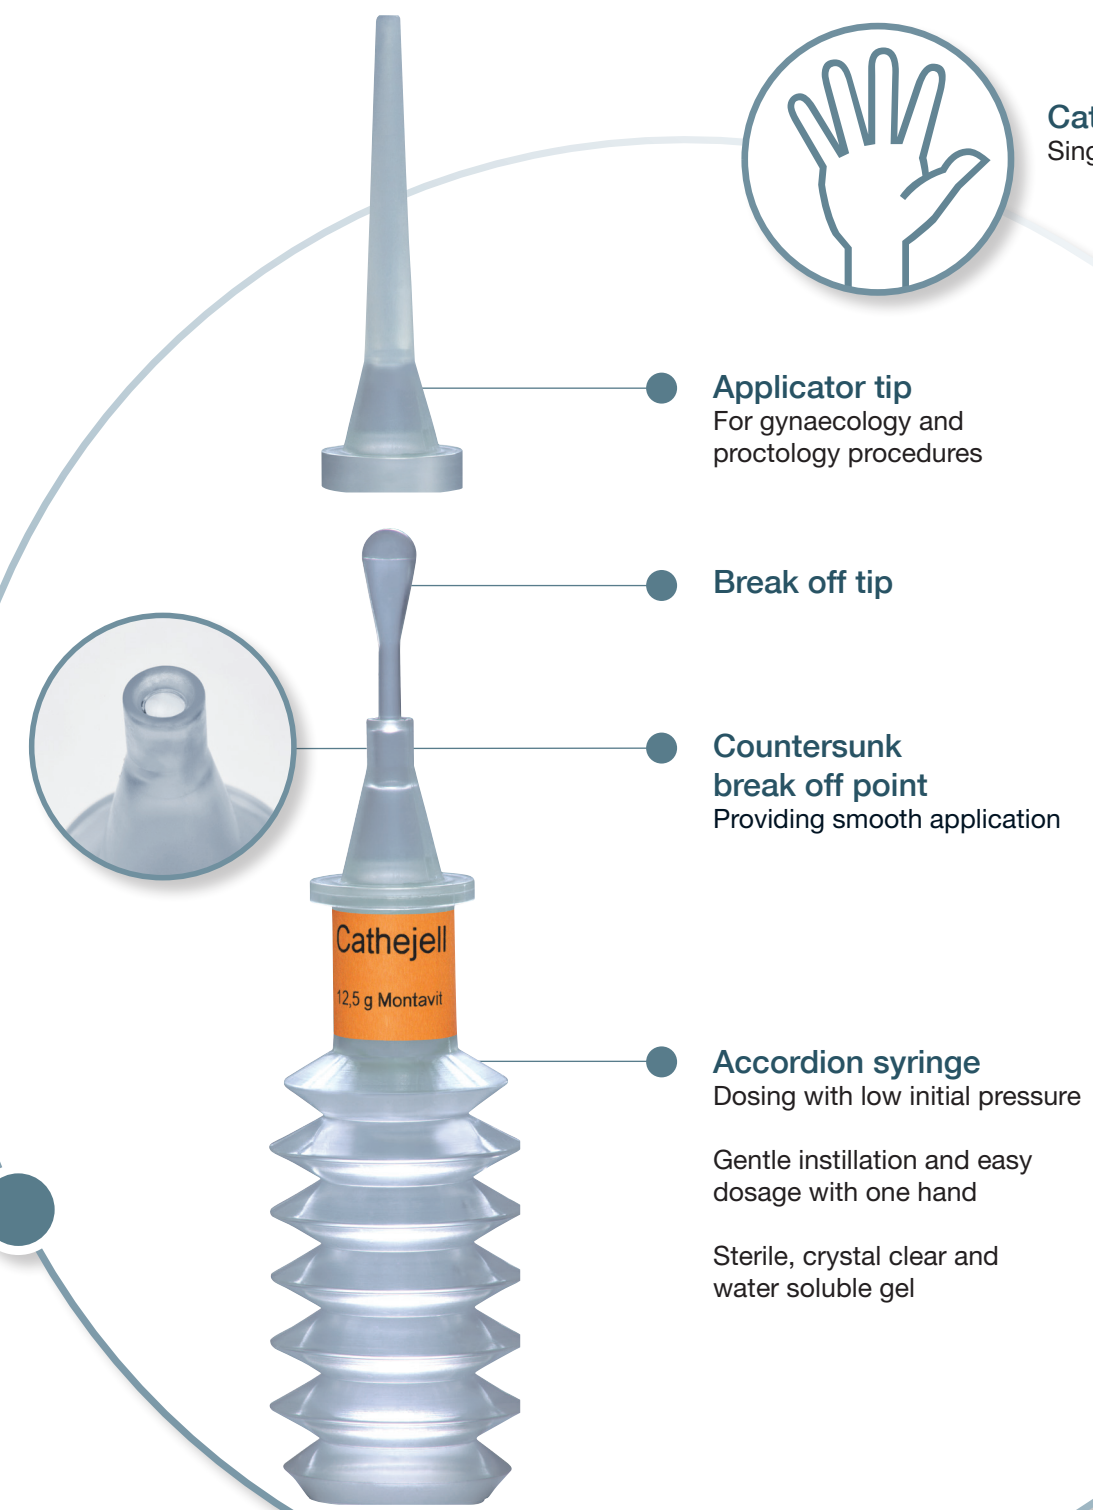 Applicator tip
For gynaecology and
proctology procedures
Break off tip
Countersunk
break off point
Providing smooth application
Cathejell
12,5 g Montavit
Accordion syringe
Dosing with low initial pressure
Gentle instillation and easy
dosage with one hand
Sterile, crystal clear and
water soluble gel